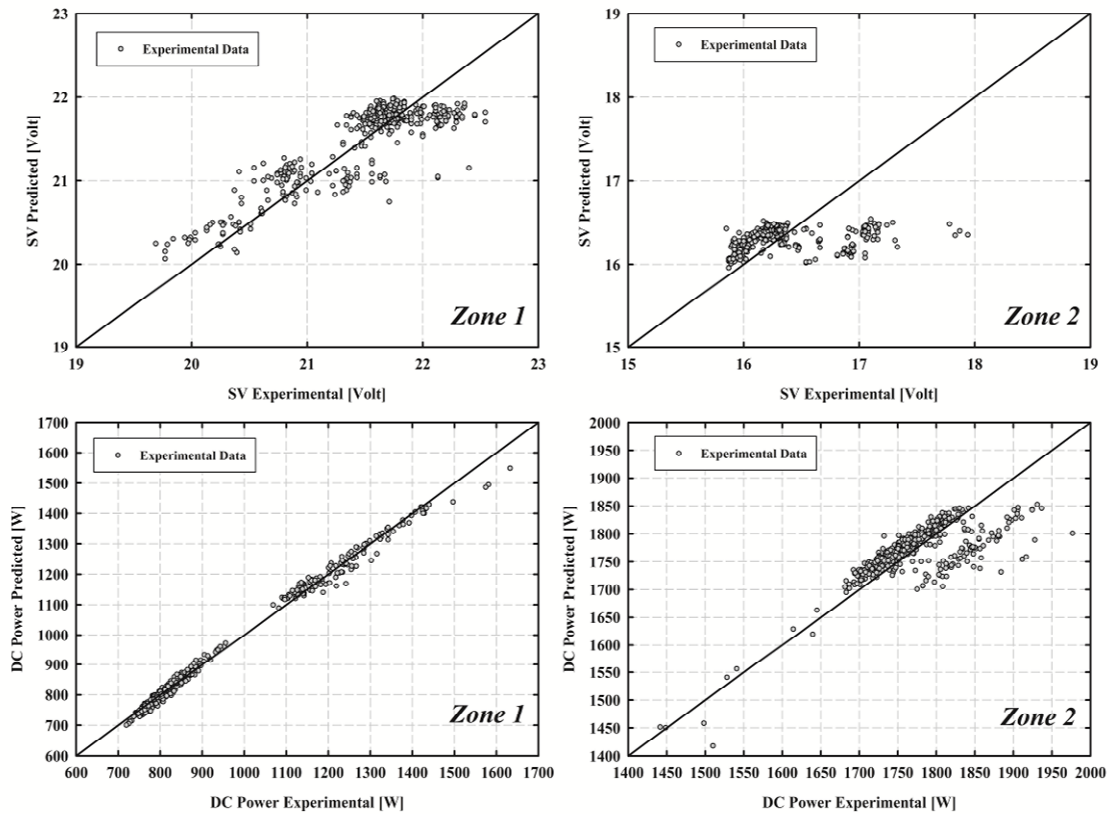 23
22
21
20
19
SV Predicted [Volt]
Experimental Data
Zone 1
19 20 21 22 23
SV Experimental [Volt]
19
18
17
16
15
SV Predicted [Volt]
Experimental Data
Zone 2
15 16 17 18 19
SV Experimental [Volt]
1700
1600
1500
1400
1300
1200
1100
1000
900
800
700
600
DC Power Predicted [W]
Experimental Data
Zone 1
600 700 800 900 1000 1100 1200 1300 1400 1500 1600 1700
DC Power Experimental [W]
2000
1950
1900
1850
1800
1750
1700
1600
1550
1500
1450
1400
DC Power Predicted [W]
Experimental Data
Zone 2
1400 1450 1500 1550 1600 1650 1700 1750 1800 1850 1900 1950 2000
DC Power Experimental [W]